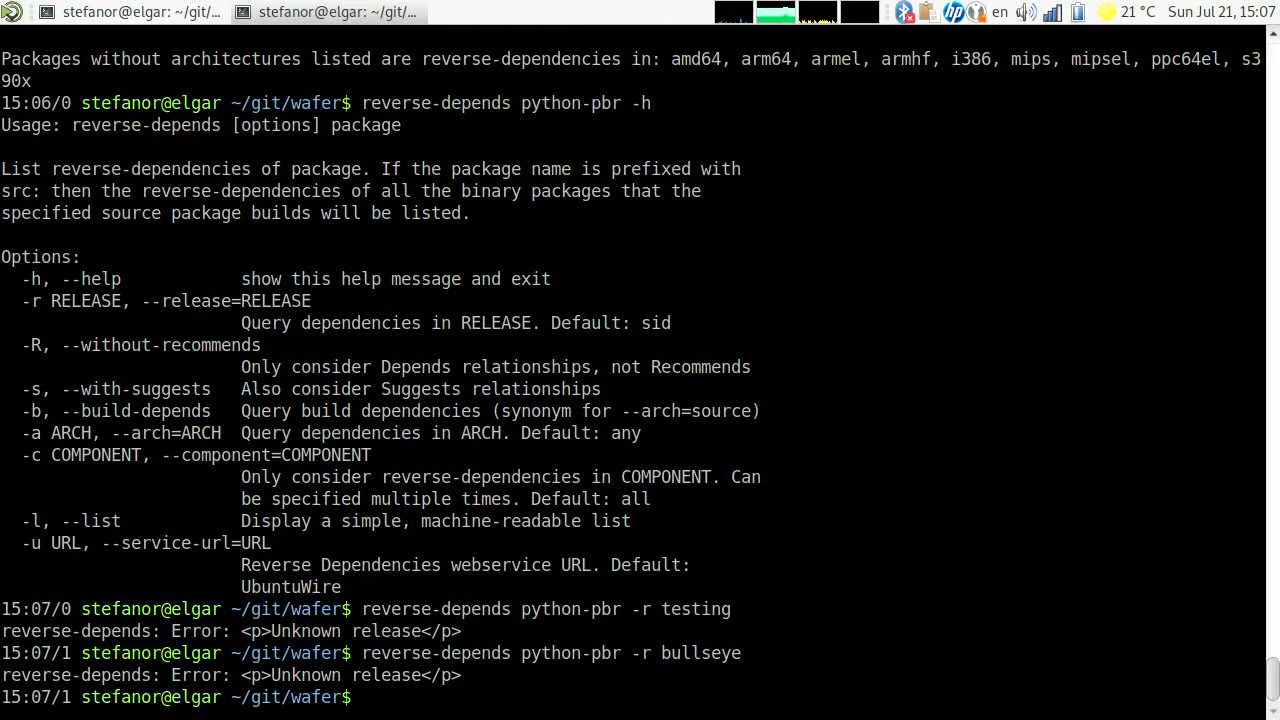 stefanor@elgar: ~/git/... stefanor@elgar: ~/git/... en 21 °C Sun Jul 21, 15:07
Packages without architectures listed are reverse-dependencies in: amd64, arm64, armel, armhf, i386, mips, mipsel, ppc64el, s3
90x
15:06/0 stefanor@elgar ~/git/wafer$ reverse-depends python-pbr -h
Usage: reverse-depends [options] package
List reverse-dependencies of package. If the package name is prefixed with
src: then the reverse-dependencies of all the binary packages that the
specified source package builds will be listed.
Options:
-h, --help show this help message and exit
-r RELEASE, --release=RELEASE
Query dependencies in RELEASE. Default: sid
-R, --without-recommends
Only consider Depends relationships, not Recommends
-s, --with-suggests Also consider Suggests relationships
-b, --build-depends Query build dependencies (synonym for --arch=source)
-a ARCH, --arch=ARCH Query dependencies in ARCH. Default: any
-c COMPONENT, --component=COMPONENT
Only consider reverse-dependencies in COMPONENT. Can
be specified multiple times. Default: all
-l, --list Display a simple, machine-readable list
-u URL, --service-url=URL
Reverse Dependencies webservice URL. Default:
UbuntuWire
15:07/0 stefanor@elgar ~/git/wafer$ reverse-depends python-pbr -r testing
reverse-depends: Error: <p>Unknown release</p>
15:07/1 stefanor@elgar ~/git/wafer$ reverse-depends python-pbr -r bullseye
reverse-depends: Error: <p>Unknown release</p>
15:07/1 stefanor@elgar ~/git/wafer$